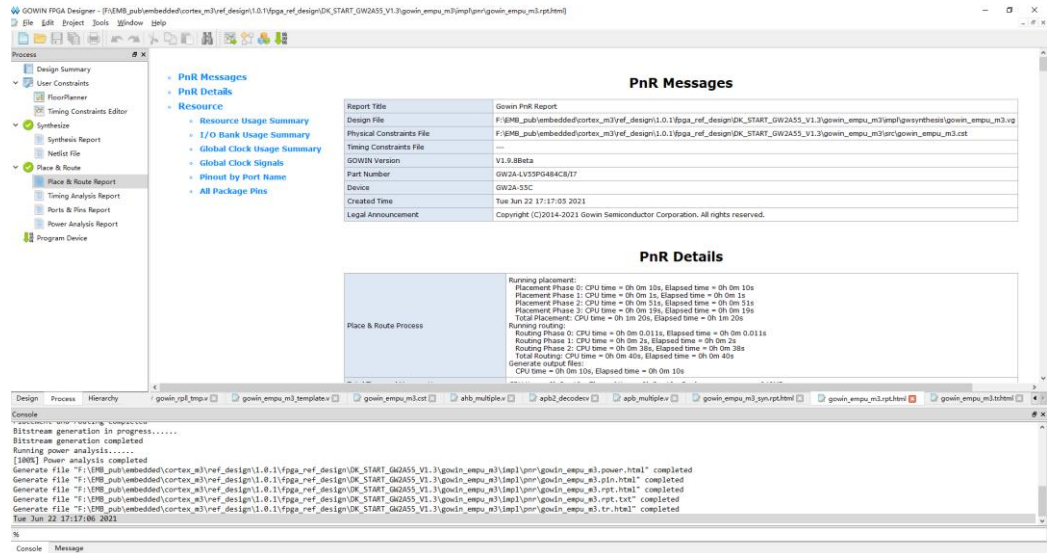 GOWIN FPGA Designer - [F:\EMB_pub\embedded\cortex_m3\ref_design\1.0.1\fpga_ref_design\DK_START_GW2A55_V1.3\gowin_empu_m3\impl\pnr\gowin_empu_m3.rpt.html]
File Edit Project Tools Window Help
Process
Design Summary
User Constraints
FloorPlanner
Timing Constraints Editor
Synthesize
Synthesis Report
Netlist File
Place & Route
Place & Route Report
Timing Analysis Report
Ports & Pins Report
Power Analysis Report
Program Device
PnR Messages
PnR Details
Resource
Resource Usage Summary
I/O Bank Usage Summary
Global Clock Usage Summary
Global Clock Signals
Pinout by Port Name
All Package Pins
PnR Messages
Report Title Gowin PnR Report
Design File F:\EMB_pub\embedded\cortex_m3\ref_design\1.0.1\fpga_ref_design\DK_START_GW2A55_V1.3\gowin_empu_m3\impl\gwsynthesis\gowin_empu_m3.vg
Physical Constraints File F:\EMB_pub\embedded\cortex_m3\ref_design\1.0.1\fpga_ref_design\DK_START_GW2A55_V1.3\gowin_empu_m3\src\gowin_empu_m3.cst
Timing Constraints File ---
GOWIN Version V1.9.8Beta
Part Number GW2A-LV55PG484C8/I7
Device GW2A-55C
Created Time Tue Jun 22 17:17:05 2021
Legal Announcement Copyright (C)2014-2021 Gowin Semiconductor Corporation. All rights reserved.
PnR Details
Place & Route Process
Running placement:
Placement Phase 0: CPU time = 0h 0m 10s, Elapsed time = 0h 0m 10s
Placement Phase 1: CPU time = 0h 0m 1s, Elapsed time = 0h 0m 1s
Placement Phase 2: CPU time = 0h 0m 51s, Elapsed time = 0h 0m 51s
Placement Phase 3: CPU time = 0h 0m 19s, Elapsed time = 0h 0m 19s
Total Placement: CPU time = 0h 1m 20s, Elapsed time = 0h 1m 20s
Running routing:
Routing Phase 0: CPU time = 0h 0m 0.011s, Elapsed time = 0h 0m 0.011s
Routing Phase 1: CPU time = 0h 0m 2s, Elapsed time = 0h 0m 2s
Routing Phase 2: CPU time = 0h 0m 38s, Elapsed time = 0h 0m 38s
Total Routing: CPU time = 0h 0m 40s, Elapsed time = 0h 0m 40s
Generate output files:
CPU time = 0h 0m 10s, Elapsed time = 0h 0m 10s
Design Process Hierarchy gowin_rpll_tmp.v gowin_empu_m3_template.v gowin_empu_m3.cst ahb_multiple.v apb2_decoder.v apb_multiple.v gowin_empu_m3_syn.rpt.html gowin_empu_m3.rpt.html gowin_empu_m3.tr.html
Console
Placement and routing completed
Bitstream generation in progress......
Bitstream generation completed
Running power analysis......
[100%] Power analysis completed
Generate file "F:\EMB_pub\embedded\cortex_m3\ref_design\1.0.1\fpga_ref_design\DK_START_GW2A55_V1.3\gowin_empu_m3\impl\pnr\gowin_empu_m3.power.html" completed
Generate file "F:\EMB_pub\embedded\cortex_m3\ref_design\1.0.1\fpga_ref_design\DK_START_GW2A55_V1.3\gowin_empu_m3\impl\pnr\gowin_empu_m3.pin.html" completed
Generate file "F:\EMB_pub\embedded\cortex_m3\ref_design\1.0.1\fpga_ref_design\DK_START_GW2A55_V1.3\gowin_empu_m3\impl\pnr\gowin_empu_m3.rpt.html" completed
Generate file "F:\EMB_pub\embedded\cortex_m3\ref_design\1.0.1\fpga_ref_design\DK_START_GW2A55_V1.3\gowin_empu_m3\impl\pnr\gowin_empu_m3.rpt.txt" completed
Generate file "F:\EMB_pub\embedded\cortex_m3\ref_design\1.0.1\fpga_ref_design\DK_START_GW2A55_V1.3\gowin_empu_m3\impl\pnr\gowin_empu_m3.tr.html" completed
Tue Jun 22 17:17:06 2021
%
Console Message